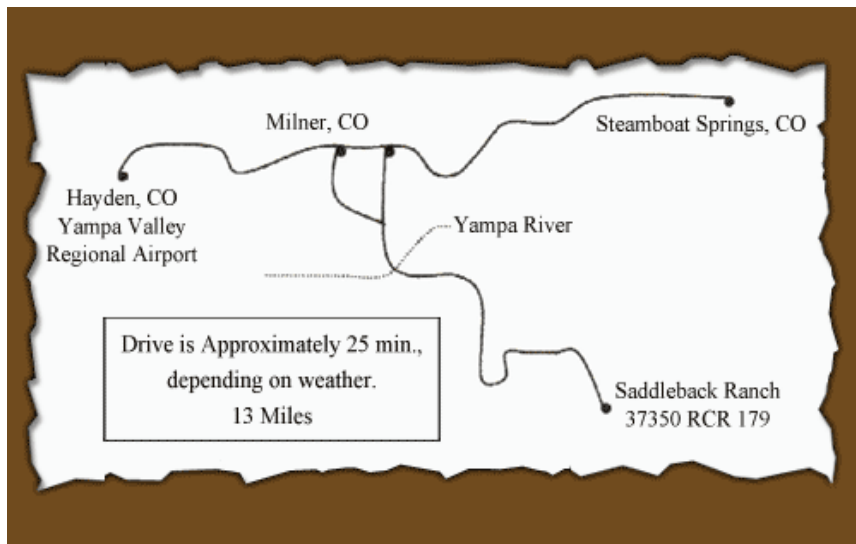 Milner, CO
Steamboat Springs, CO
Hayden, CO
Yampa Valley
Regional Airport
Yampa River
Drive is Approximately 25 min.,
depending on weather.
13 Miles
Saddleback Ranch
37350 RCR 179